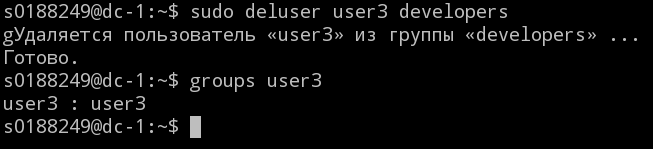 s0188249@dc-1:~$ sudo deluser user3 developers
gУдаляется пользователь «user3» из группы «developers» ...
Готово.
s0188249@dc-1:~$ groups user3
user3 : user3
s0188249@dc-1:~$